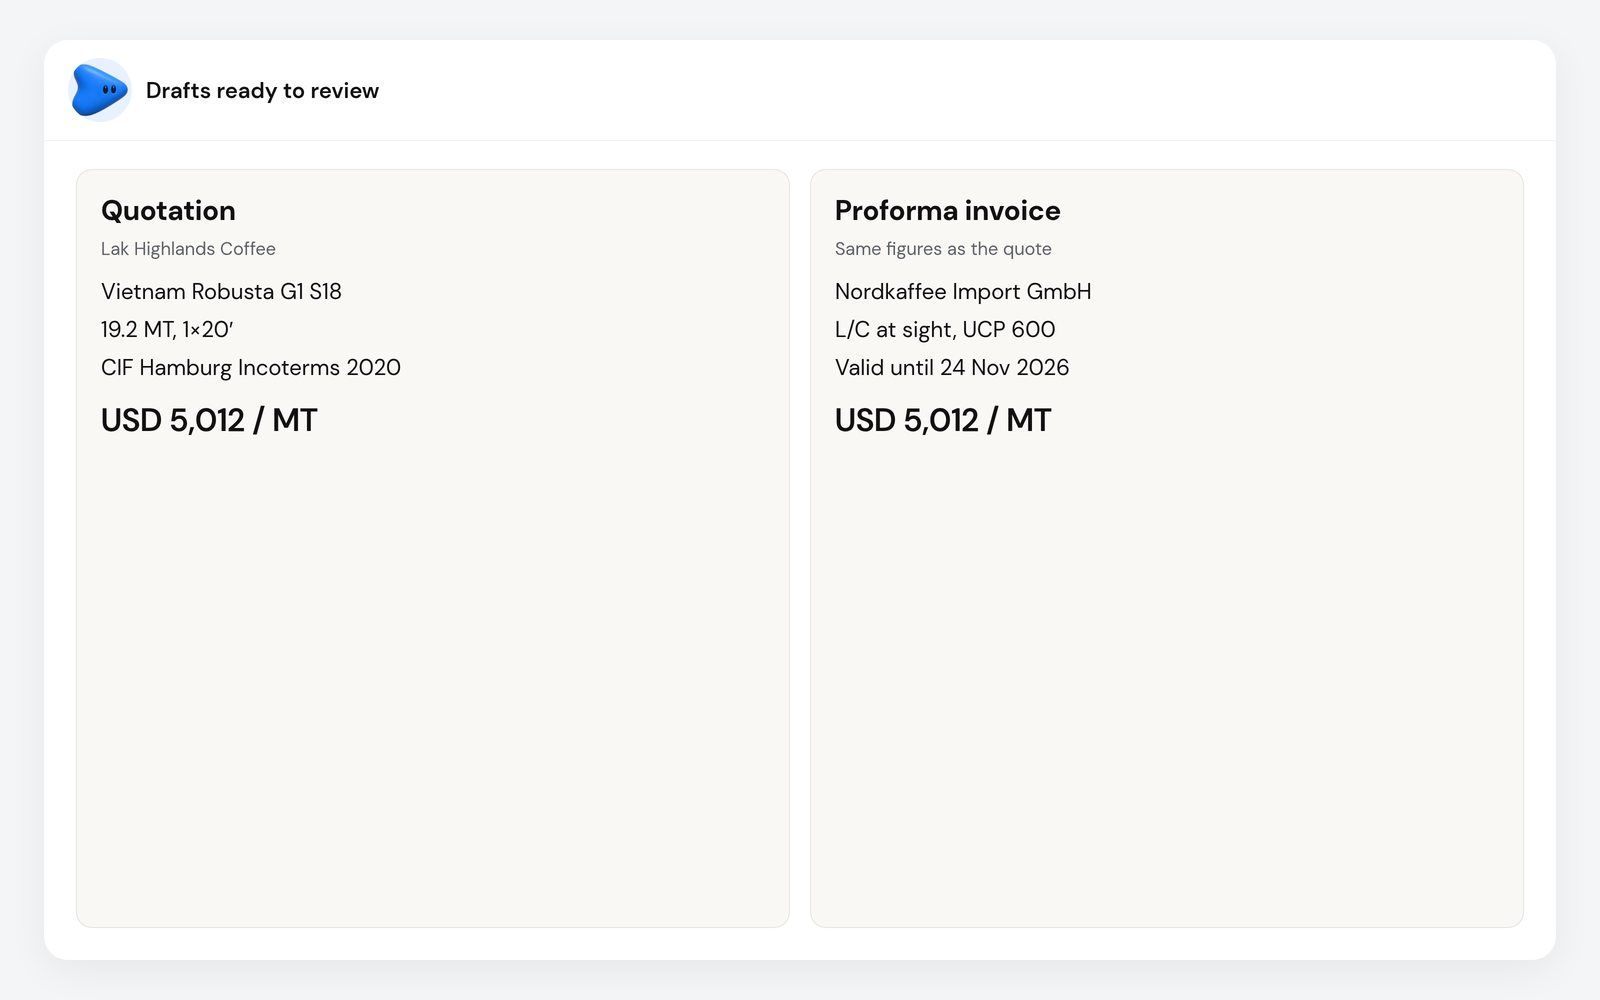 Drafts ready to review
Quotation
Lak Highlands Coffee
Vietnam Robusta G1 S18
19.2 MT, 1×20′
CIF Hamburg Incoterms 2020
USD 5,012 / MT
Proforma invoice
Same figures as the quote
Nordkaffee Import GmbH
L/C at sight, UCP 600
Valid until 24 Nov 2026
USD 5,012 / MT